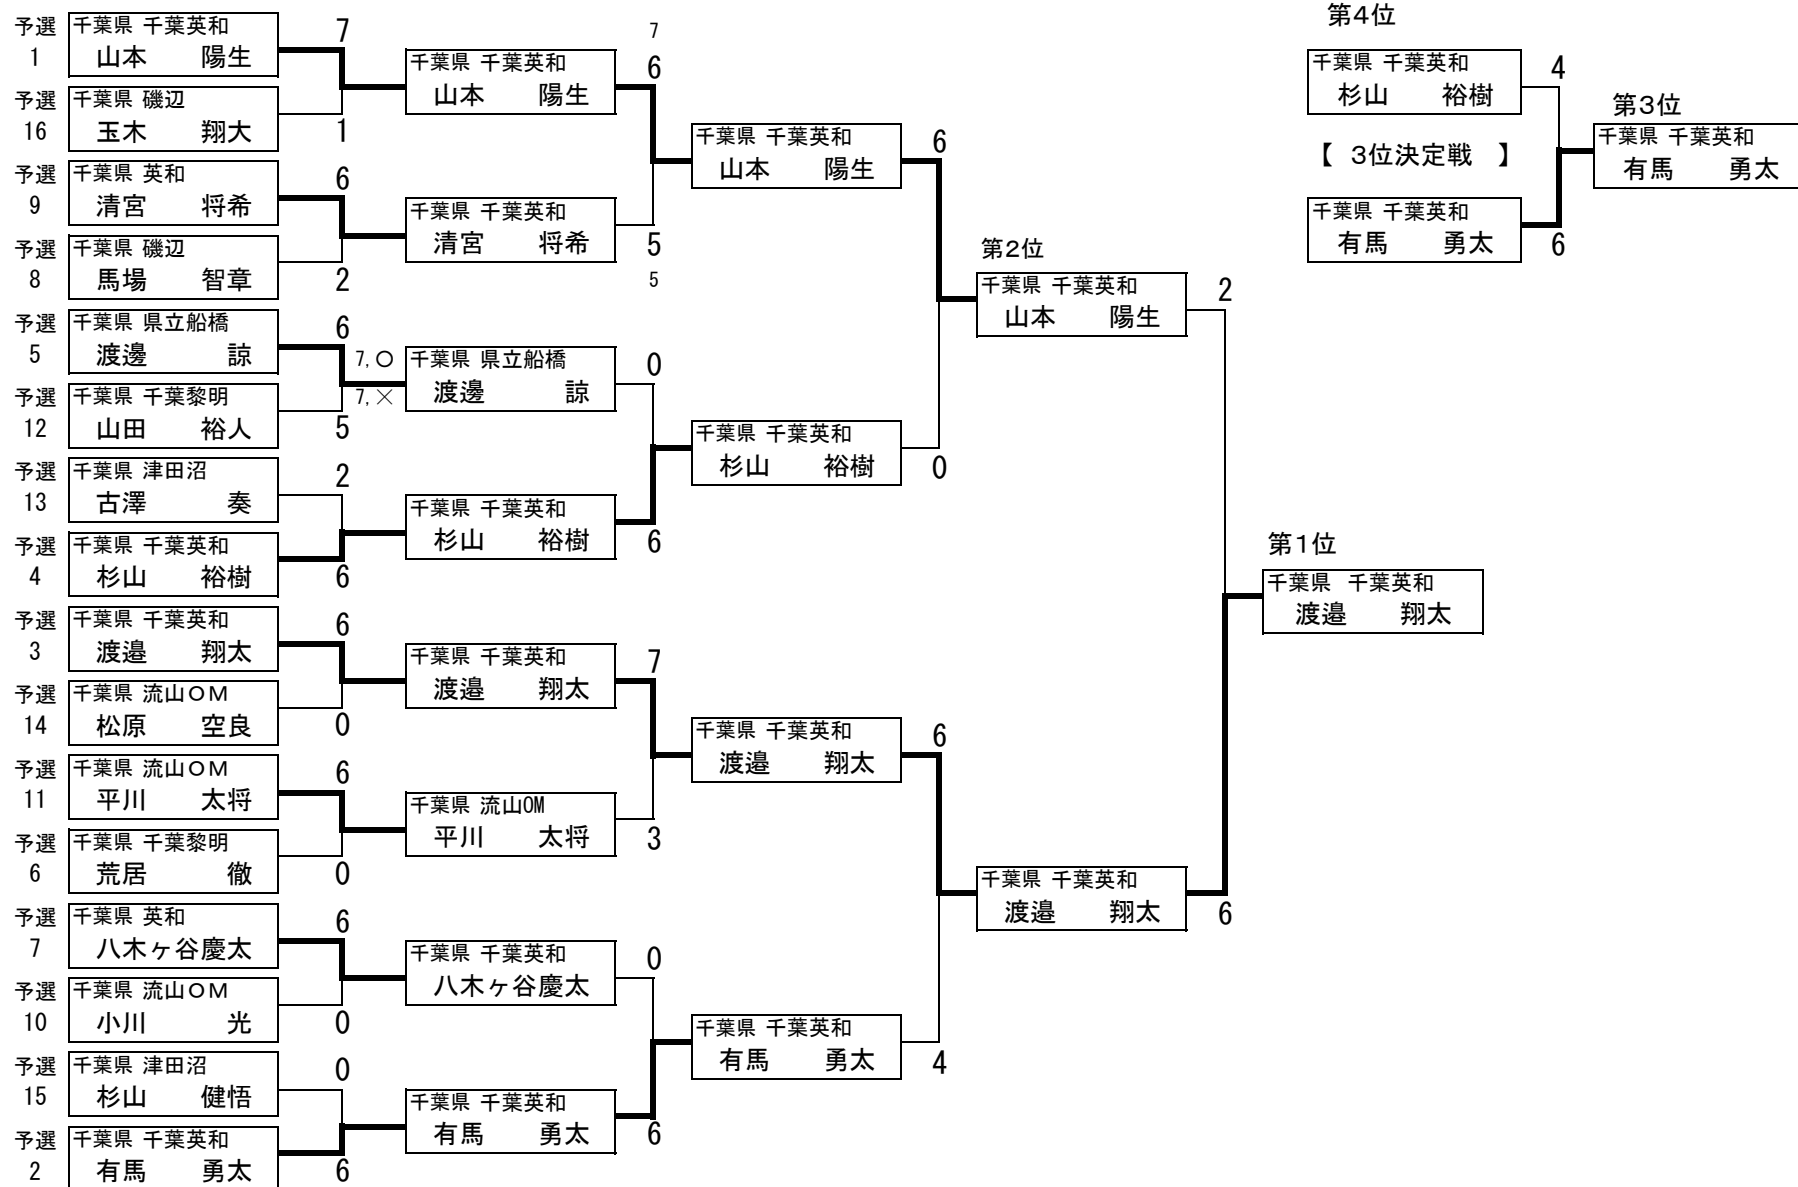 予選 1
千葉県 千葉英和
山本 陽生
7
予選 16
千葉県 磯辺
玉木 翔大
1
予選 9
千葉県 英和
清宮 将希
6
予選 8
千葉県 磯辺
馬場 智章
2
予選 5
千葉県 県立船橋
渡邊 諒
6
7,○
7,×
予選 12
千葉県 千葉黎明
山田 裕人
5
予選 13
千葉県 津田沼
古澤 奏
2
予選 4
千葉県 千葉英和
杉山 裕樹
6
予選 3
千葉県 千葉英和
渡邉 翔太
6
予選 14
千葉県 流山OM
松原 空良
0
予選 11
千葉県 流山OM
平川 太将
6
予選 6
千葉県 千葉黎明
荒居 徹
0
予選 7
千葉県 英和
八木ヶ谷慶太
6
予選 10
千葉県 流山OM
小川 光
0
予選 15
千葉県 津田沼
杉山 健悟
0
予選 2
千葉県 千葉英和
有馬 勇太
6
7
千葉県 千葉英和
山本 陽生
6
千葉県 千葉英和
清宮 将希
5
5
千葉県 県立船橋
渡邊 諒
0
千葉県 千葉英和
杉山 裕樹
6
千葉県 千葉英和
渡邉 翔太
7
千葉県 流山OM
平川 太将
3
千葉県 千葉英和
八木ヶ谷慶太
0
千葉県 千葉英和
有馬 勇太
6
千葉県 千葉英和
山本 陽生
6
千葉県 千葉英和
杉山 裕樹
0
千葉県 千葉英和
渡邉 翔太
6
千葉県 千葉英和
有馬 勇太
4
第2位
千葉県 千葉英和
山本 陽生
2
千葉県 千葉英和
渡邉 翔太
6
第1位
千葉県 千葉英和
渡邉 翔太
第4位
千葉県 千葉英和
杉山 裕樹
4
【 3位決定戦 】
千葉県 千葉英和
有馬 勇太
6
第3位
千葉県 千葉英和
有馬 勇太